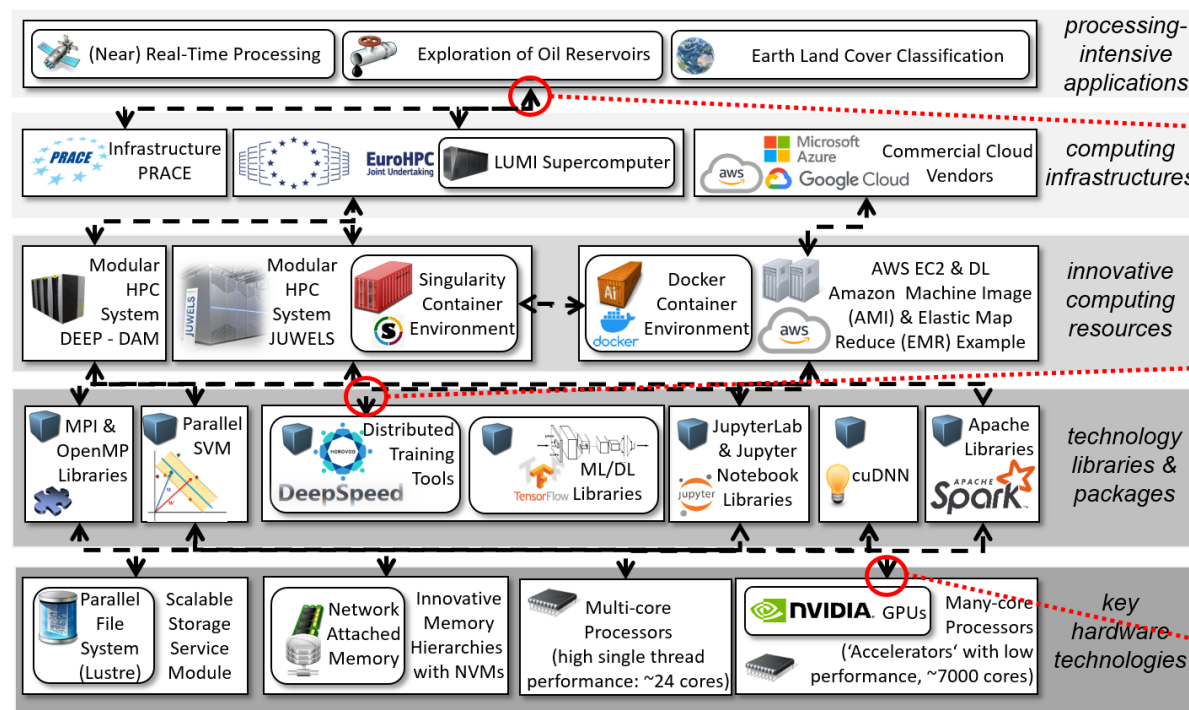 processing-
intensive
applications
(Near) Real-Time Processing
Exploration of Oil Reservoirs
Earth Land Cover Classification
computing
infrastructures
PRACE
Infrastructure
PRACE
EuroHPC
Joint Undertaking
LUMI Supercomputer
aws
Microsoft
Azure
Google Cloud
Commercial Cloud
Vendors
innovative
computing
resources
Modular
HPC
System
DEEP - DAM
JUWELS
Modular
HPC
System
JUWELS
Singularity
Container
Environment
S
Ai
docker
Docker
Container
Environment
aws
AWS EC2 & DL
Amazon Machine Image
(AMI) & Elastic Map
Reduce (EMR) Example
technology
libraries &
packages
MPI &
OpenMP
Libraries
Parallel
SVM
w
HOROVOD
DeepSpeed
Distributed
Training
Tools
TensorFlow
ML/DL
Libraries
JupyterLab
& Jupyter
Notebook
Libraries
jupyter
cuDNN
Apache
Libraries
APACHE
Spark
key
hardware
technologies
Parallel
File
System
(Lustre)
Scalable
Storage
Service
Module
Network
Attached
Memory
Innovative
Memory
Hierarchies
with NVMs
Multi-core
Processors
(high single thread
performance: ~24 cores)
NVIDIA. GPUs
Many-core
Processors
(‘Accelerators‘ with low
performance, ~7000 cores)